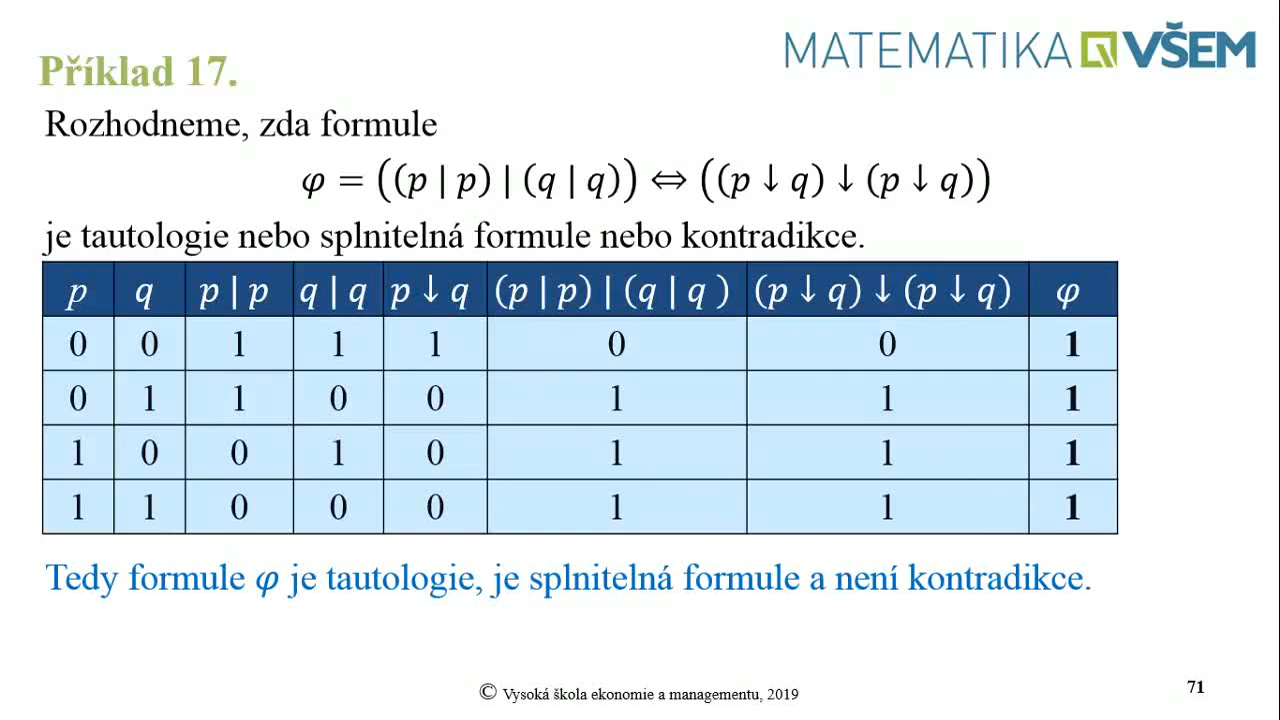 MATEMATIKA VŠEM
Příklad 17.
Rozhodneme, zda formule
φ = ((p | p) | (q | q)) ⇔ ((p ↓ q) ↓ (p ↓ q))
je tautologie nebo splnitelná formule nebo kontradikce.
p q p | p q | q p ↓ q (p | p) | (q | q ) (p ↓ q) ↓ (p ↓ q) φ
0 0 1 1 1 0 0 1
0 1 1 0 0 1 1 1
1 0 0 1 0 1 1 1
1 1 0 0 0 1 1 1
Tedy formule φ je tautologie, je splnitelná formule a není kontradikce.
© Vysoká škola ekonomie a managementu, 2019
71